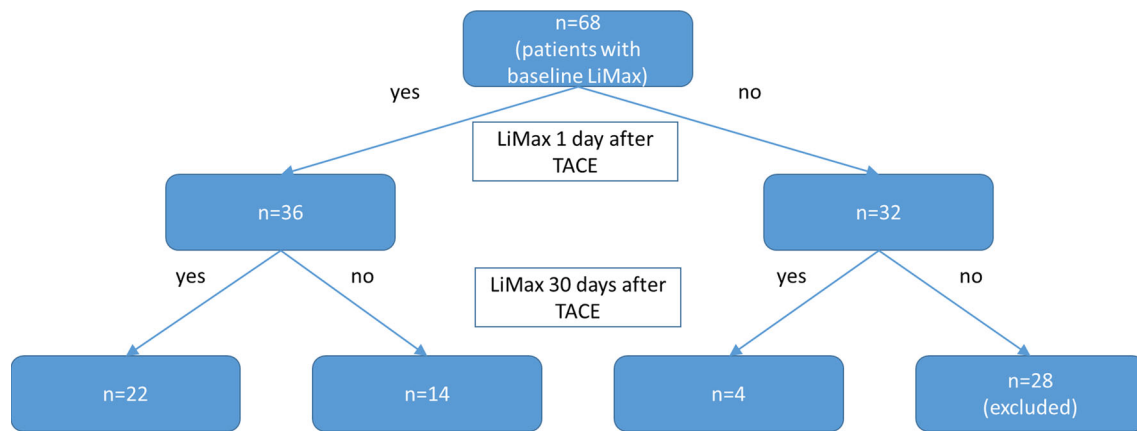 n=68
(patients with
baseline LiMax)
yes
no
LiMax 1 day after
TACE
n=36
n=32
yes
no
LiMax 30 days after
TACE
yes
no
n=22
n=14
n=4
n=28
(excluded)